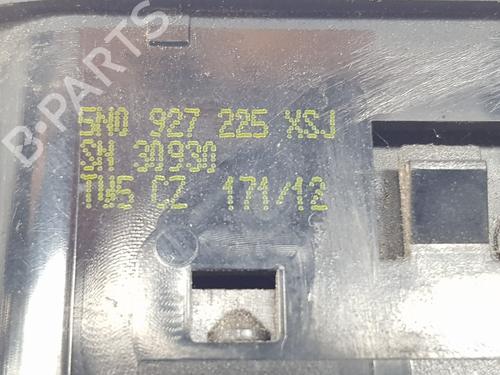 B-PARTS
5N0 927 225 XSJ
SH 30930
TW5 CZ 171/12